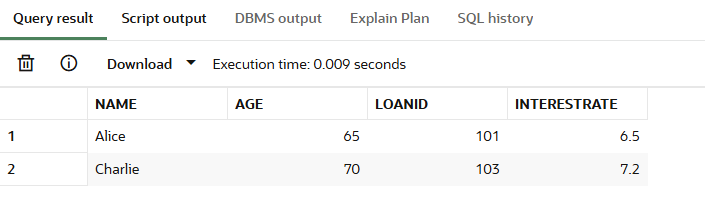 Query result Script output DBMS output Explain Plan SQL history
Download Execution time: 0.009 seconds
NAME AGE LOANID INTERESTRATE
1 Alice 65 101 6.5
2 Charlie 70 103 7.2